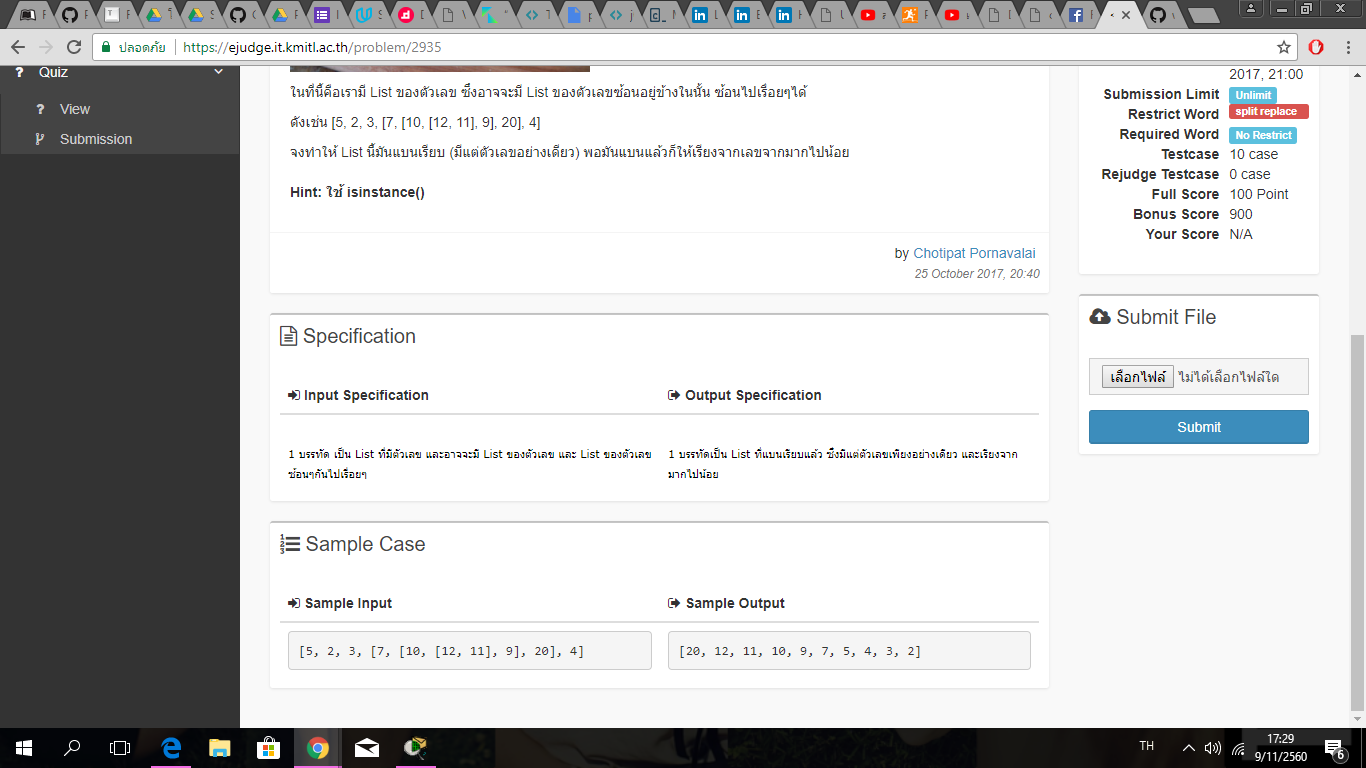 ปลอดภัย | https://ejudge.it.kmitl.ac.th/problem/2935
Quiz
View
Submission
ในที่นี้คือเรามี List ของตัวเลข ซึ่งอาจจะมี List ของตัวเลขซ้อนอยู่ข้างในนั้น ซ้อนไปเรื่อยๆได้
ดังเช่น [5, 2, 3, [7, [10, [12, 11], 9], 20], 4]
จงทำให้ List นี้มันแบนเรียบ (มีแต่ตัวเลขอย่างเดียว) พอมันแบนแล้วก็ให้เรียงจากเลขจากมากไปน้อย
Hint: ใช้ isinstance()
by Chotipat Pornavalai
25 October 2017, 20:40
2017, 21:00
Submission Limit Unlimit
Restrict Word split replace
Required Word No Restrict
Testcase 10 case
Rejudge Testcase 0 case
Full Score 100 Point
Bonus Score 900
Your Score N/A
Submit File
เลือกไฟล์ ไม่ได้เลือกไฟล์ใด
Submit
Specification
Input Specification
1 บรรทัด เป็น List ที่มีตัวเลข และอาจจะมี List ของตัวเลข และ List ของตัวเลข
ซ้อนๆกันไปเรื่อยๆ
Output Specification
1 บรรทัดเป็น List ที่แบนเรียบแล้ว ซึ่งมีแต่ตัวเลขเพียงอย่างเดียว และเรียงจาก
มากไปน้อย
Sample Case
Sample Input
[5, 2, 3, [7, [10, [12, 11], 9], 20], 4]
Sample Output
[20, 12, 11, 10, 9, 7, 5, 4, 3, 2]
TH
17:29
9/11/2560
6